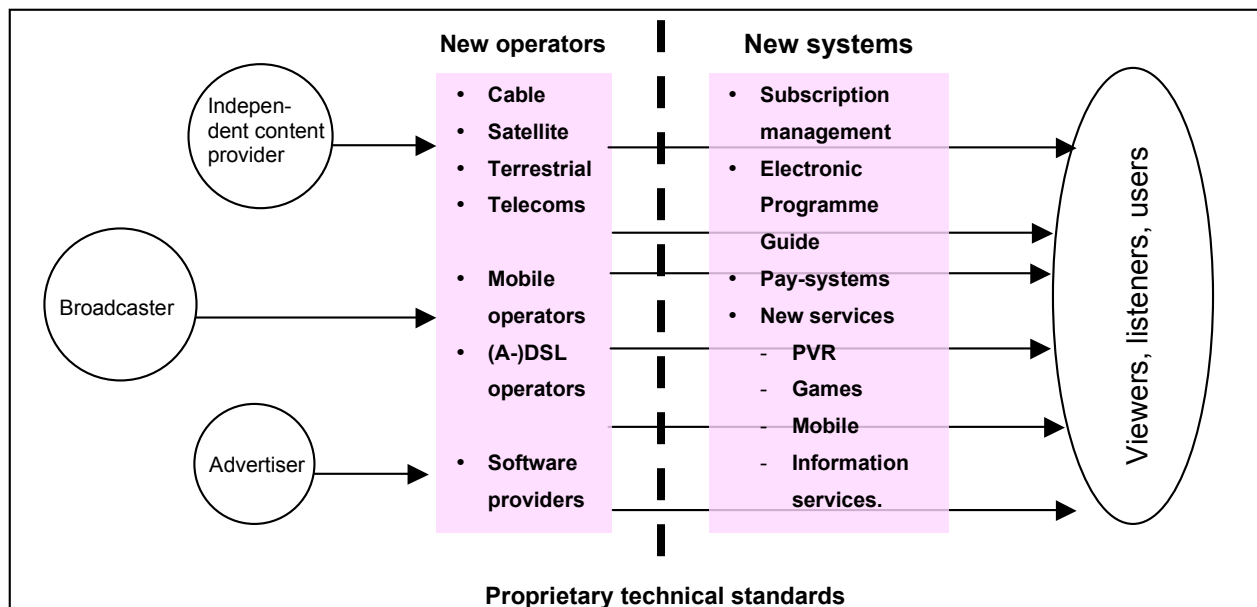 New operators
New systems
Indepen-
dent content
provider
Broadcaster
Advertiser
• Cable
• Satellite
• Terrestrial
• Telecoms
• Mobile
operators
• (A-)DSL
operators
• Software
providers
• Subscription
management
• Electronic
Programme
Guide
• Pay-systems
• New services
- PVR
- Games
- Mobile
- Information
services.
Viewers, listeners, users
Proprietary technical standards